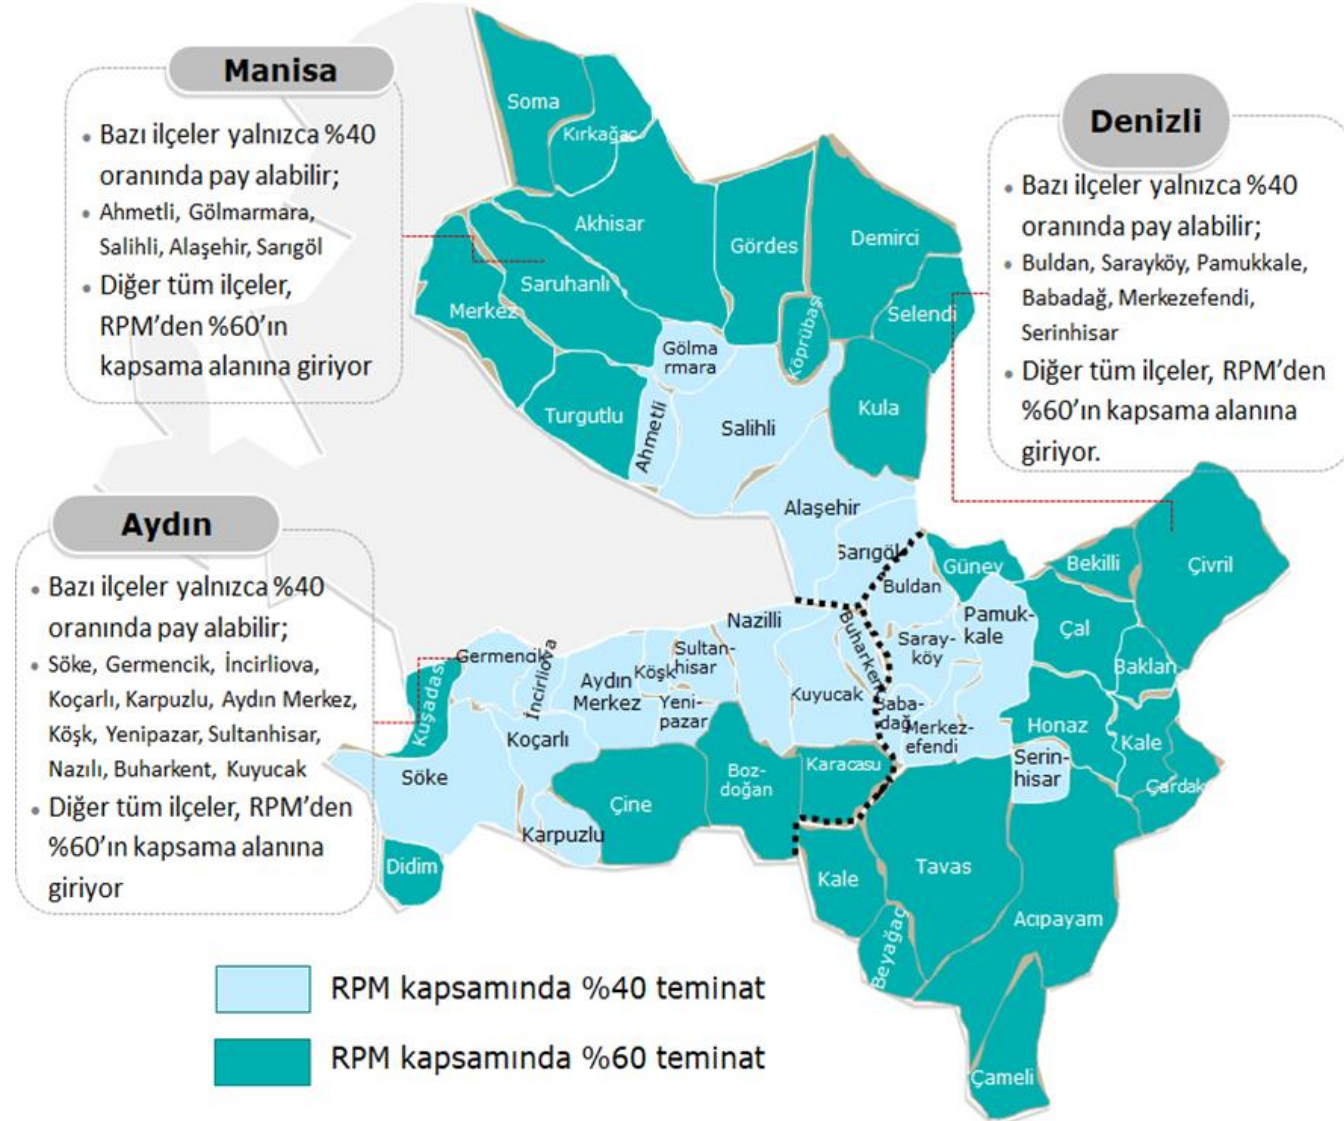 Manisa
• Bazı ilçeler yalnızca %40
oranında pay alabilir;
• Ahmetli, Gölmarmara,
Salihli, Alaşehir, Sarıgöl
• Diğer tüm ilçeler,
RPM’den %60’ın
kapsama alanına giriyor
Denizli
• Bazı ilçeler yalnızca %40
oranında pay alabilir;
• Buldan, Sarayköy, Pamukkale,
Babadağ, Merkezefendi,
Serinhisar
• Diğer tüm ilçeler, RPM’den
%60’ın kapsama alanına
giriyor.
Aydın
• Bazı ilçeler yalnızca %40
oranında pay alabilir;
• Söke, Germencik, İncirliova,
Koçarlı, Karpuzlu, Aydın Merkez,
Köşk, Yenipazar, Sultanhisar,
Nazılı, Buharkent, Kuyucak
• Diğer tüm ilçeler, RPM’den
%60’ın kapsama alanına
giriyor
Soma
Kırkağaç
Akhisar
Gördes
Demirci
Saruhanlı
Merkez
Selendi
Köprübaşı
Gölma
rmara
Turgutlu
Ahmetli
Salihli
Kula
Alaşehir
Sarıgöl
Buldan
Güney
Bekilli
Çivril
Pamuk-
kale
Çal
Baklan
Nazilli
Buharken
Saray-
köy
Germencik
İncirliova
Aydın
Merkez
Köşk
Sultan-
hisar
Yeni-
pazar
Kuyucak
Baba-
dağ
Merkez-
efendi
Honaz
Kale
Çardak
Serin-
hisar
Kuşadası
Söke
Koçarlı
Karpuzlu
Çine
Boz-
doğan
Karacasu
Didim
Kale
Tavas
Acıpayam
Beyağaç
Çameli
RPM kapsamında %40 teminat
RPM kapsamında %60 teminat